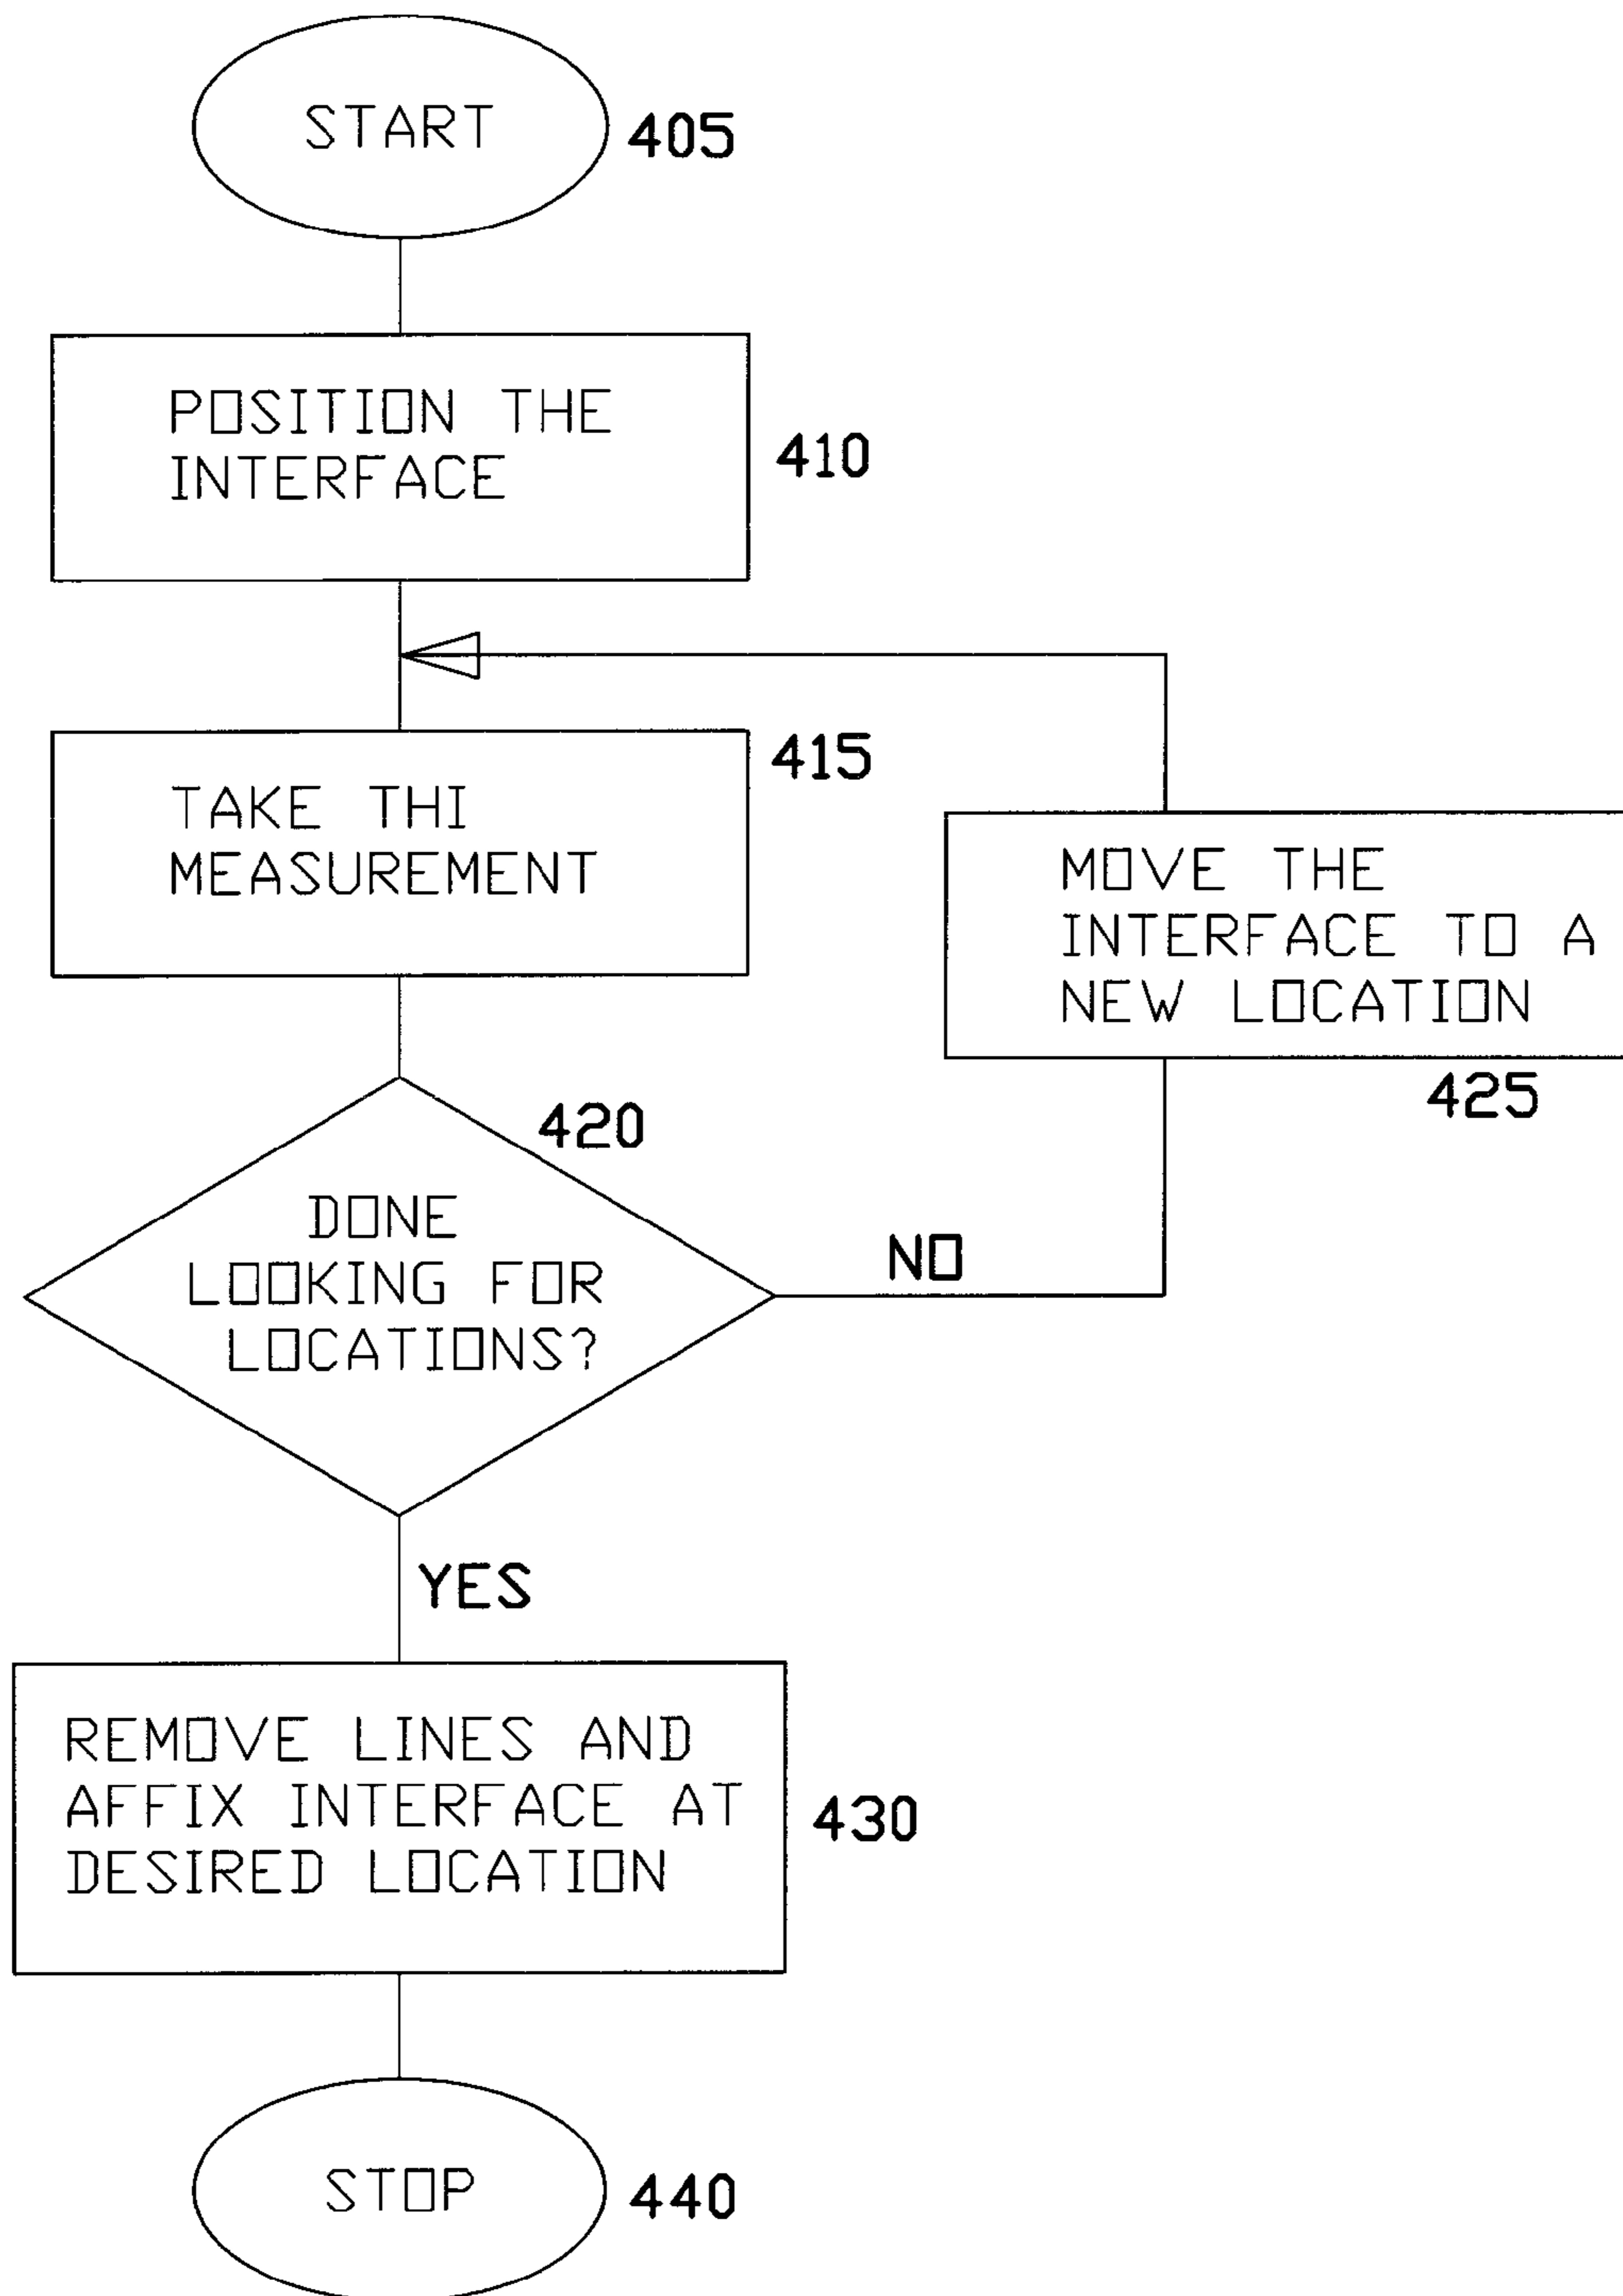 START
405
POSITION THE
INTERFACE
410
TAKE THI
MEASUREMENT
415
MOVE THE
INTERFACE TO A
NEW LOCATION
425
420
DONE
LOOKING FOR
LOCATIONS?
NO
YES
REMOVE LINES AND
AFFIX INTERFACE AT
DESIRED LOCATION
430
STOP
440